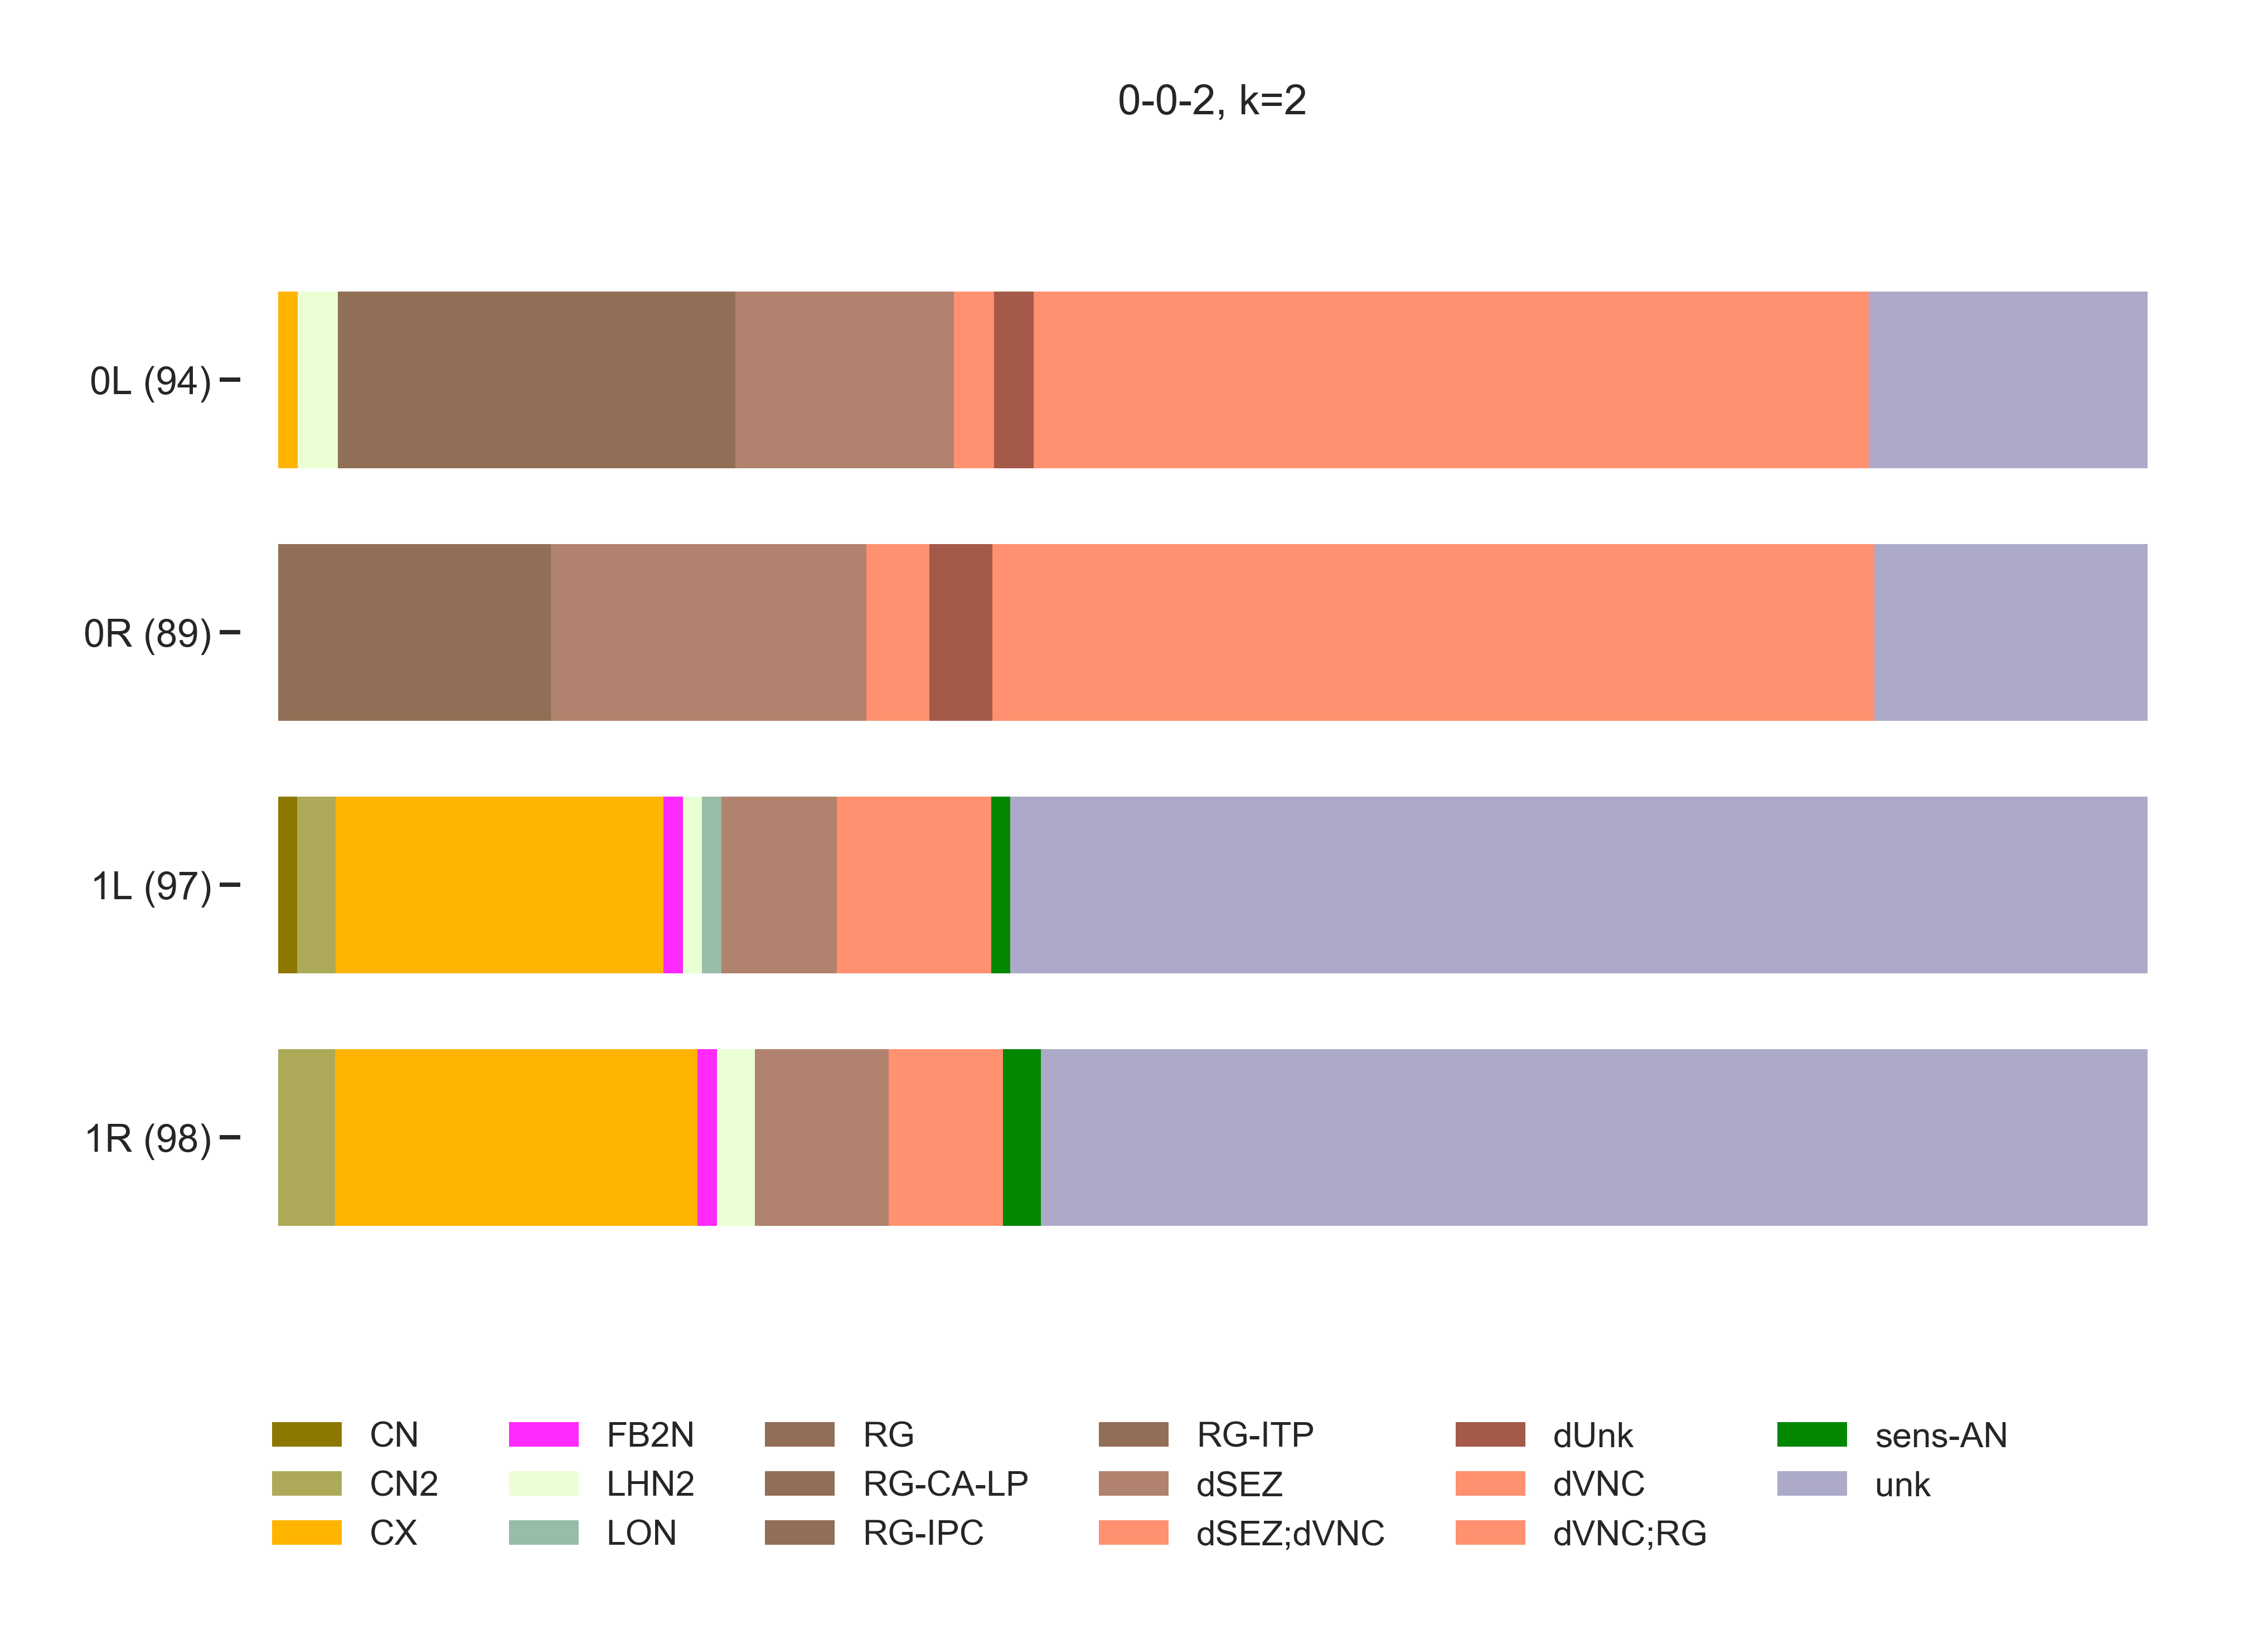 0-0-2, k=2
0L (94)
0R (89)
1L (97)
1R (98)
CN FB2N RG RG-ITP dUnk sens-AN
CN2 LHN2 RG-CA-LP dSEZ dVNC unk
CX LON RG-IPC dSEZ;dVNC dVNC;RG